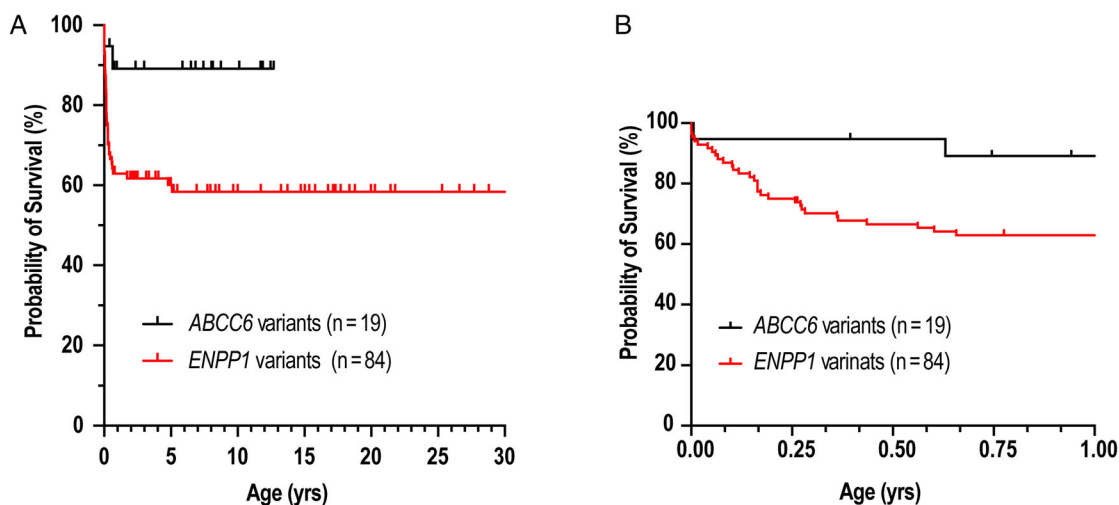 A
Probability of Survival (%)
100
80
60
40
20
0
ABCC6 variants (n = 19)
ENPP1 variants (n = 84)
0 5 10 15 20 25 30
Age (yrs)
B
Probability of Survival (%)
100
80
60
40
20
0
ABCC6 variants (n = 19)
ENPP1 varinats (n = 84)
0.00 0.25 0.50 0.75 1.00
Age (yrs)